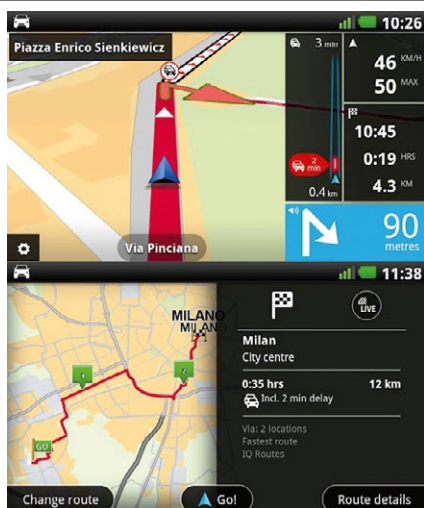 10:26
Piazza Enrico Sienkiewicz
3 min
46 KM/H
50 MAX
10:45
2 min
0:19 HRS
0.4 km
4.3 KM
Via Pinciana
90
metres
11:38
MILANO
MILAN
LIVE
Milan
City centre
0:35 hrs 12 km
Incl. 2 min delay
GO
Via: 2 locations
Fastest route
IQ Routes
Change route
Go!
Route details